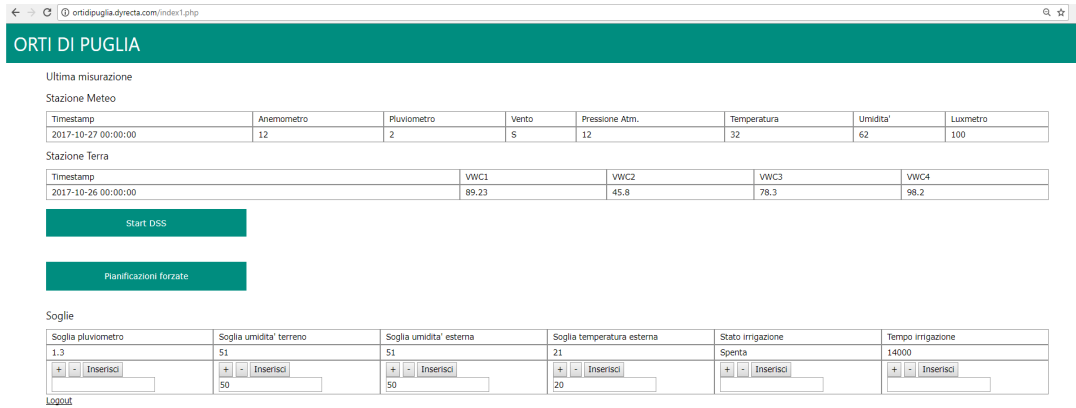 ortidipuglia.dyrecta.com/index1.php
ORTI DI PUGLIA
Ultima misurazione
Stazione Meteo
Timestamp Anemometro Pluviometro Vento Pressione Atm. Temperatura Umidita' Luxmetro
2017-10-27 00:00:00 12 2 S 12 32 62 100
Stazione Terra
Timestamp VWC1 VWC2 VWC3 VWC4
2017-10-26 00:00:00 89.23 45.8 78.3 98.2
Start DSS
Pianificazioni forzate
Soglie
Soglia pluviometro Soglia umidita' terreno Soglia umidita' esterna Soglia temperatura esterna Stato irrigazione Tempo irrigazione
1.3 51 51 21 Spenta 14000
+ - Inserisci + - Inserisci + - Inserisci + - Inserisci + - Inserisci + - Inserisci
50 50 20
Logout